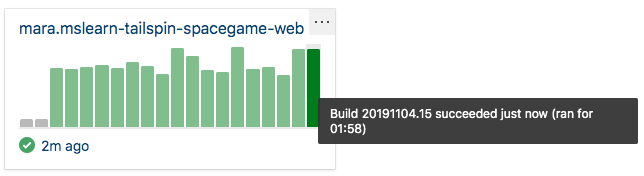 mara.mslearn-tailspin-spacegame-web
Build 20191104.15 succeeded just now (ran for
01:58)
2m ago